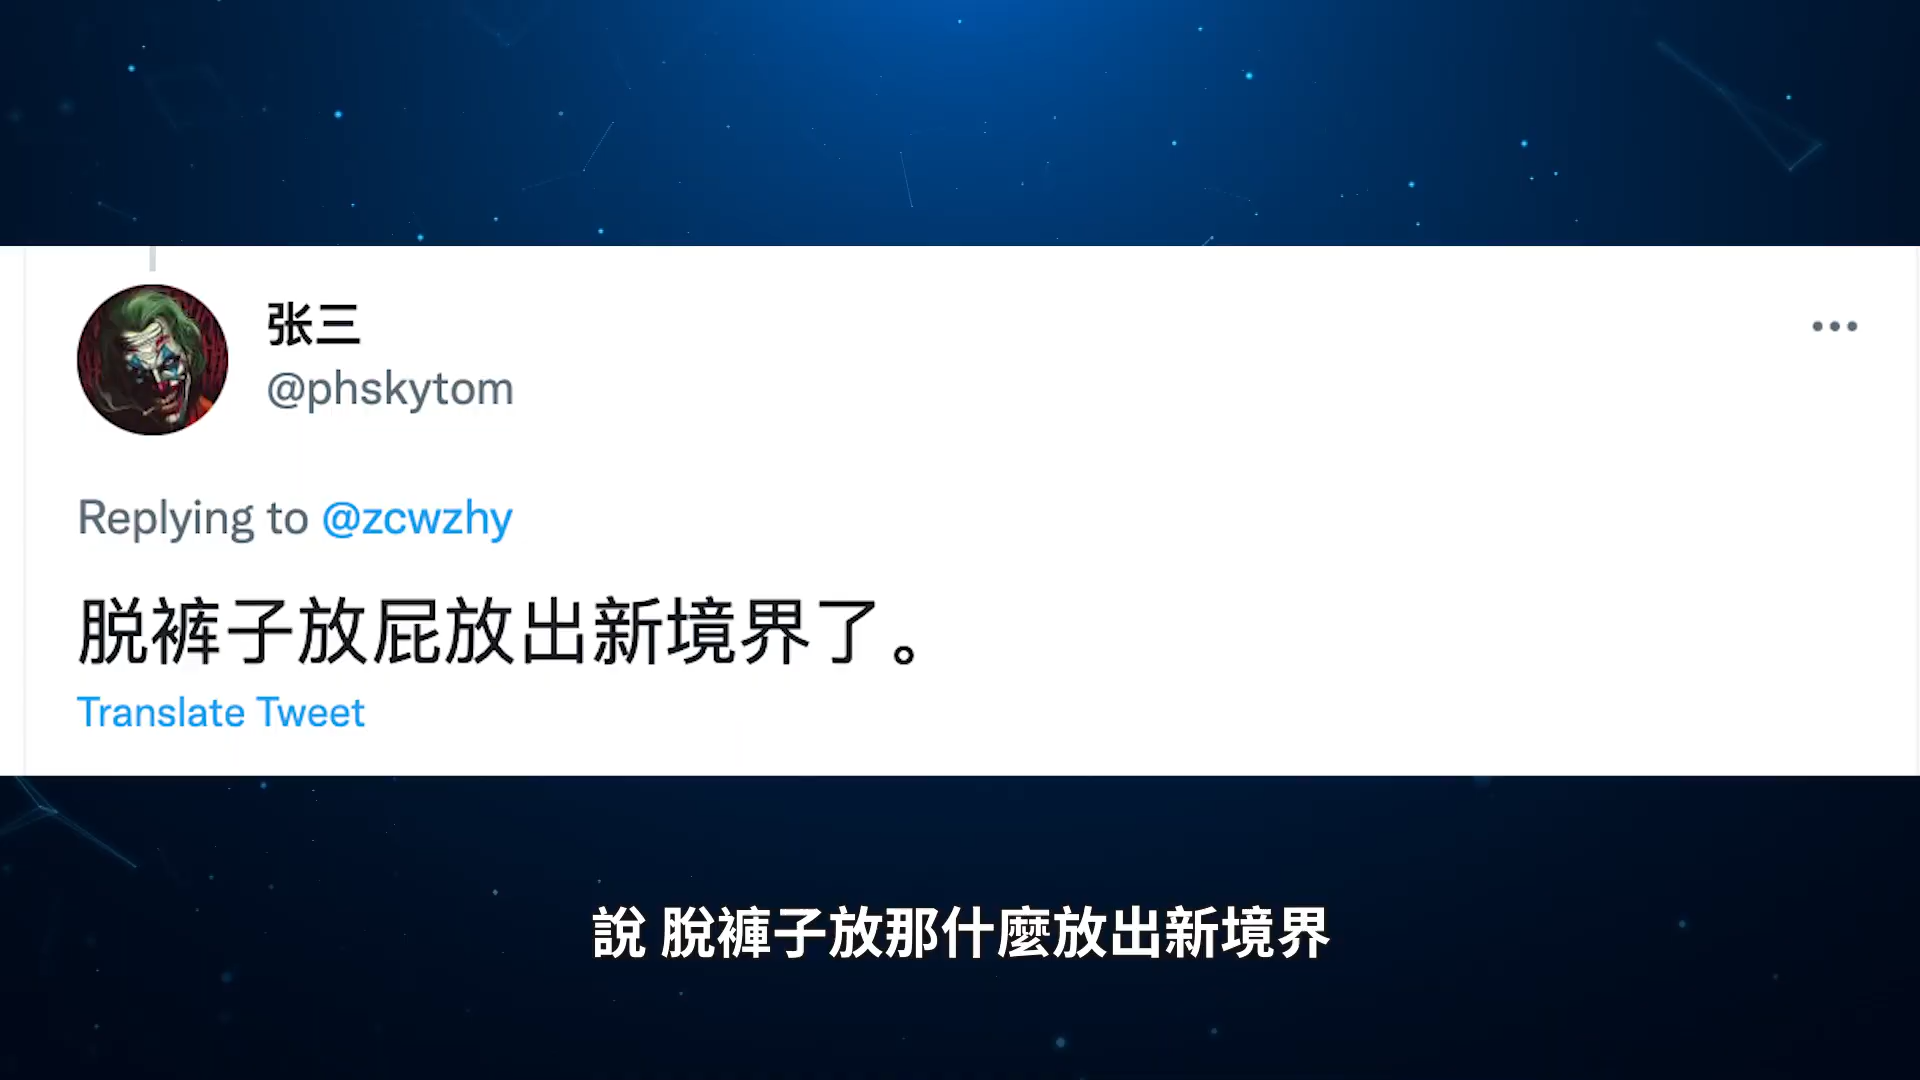 张三
@phskytom
Replying to @zcwzhy
脱裤子放屁放出新境界了。
Translate Tweet
說 脫褲子放那什麼放出新境界